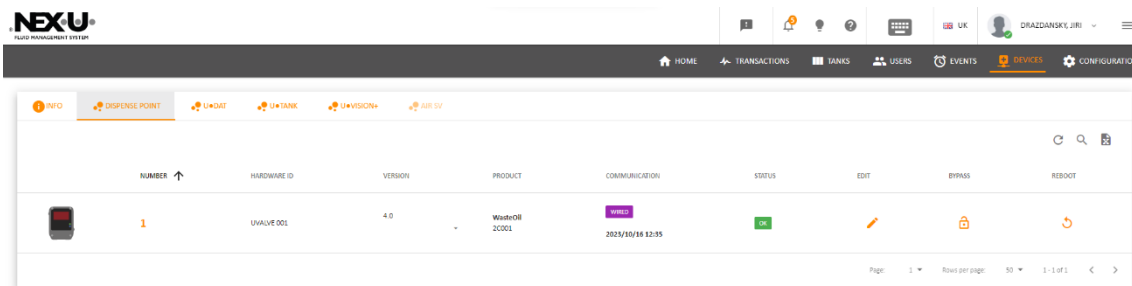 NEX•U•
FLUID MANAGEMENT SYSTEM
5
UK
DRAZDANSKY, JIRI
HOME
TRANSACTIONS
TANKS
USERS
EVENTS
DEVICES
CONFIGURATIO
INFO
DISPENSE POINT
U•DAT
U•TANK
U•VISION+
AIR SV
NUMBER
HARDWARE ID
VERSION
PRODUCT
COMMUNICATION
STATUS
EDIT
BYPASS
REBOOT
1
UVALVE 001
4.0
WasteOil
2C001
WIRED
2023/10/16 12:35
OK
Page: 1
Rows per page: 50
1-1 of 1